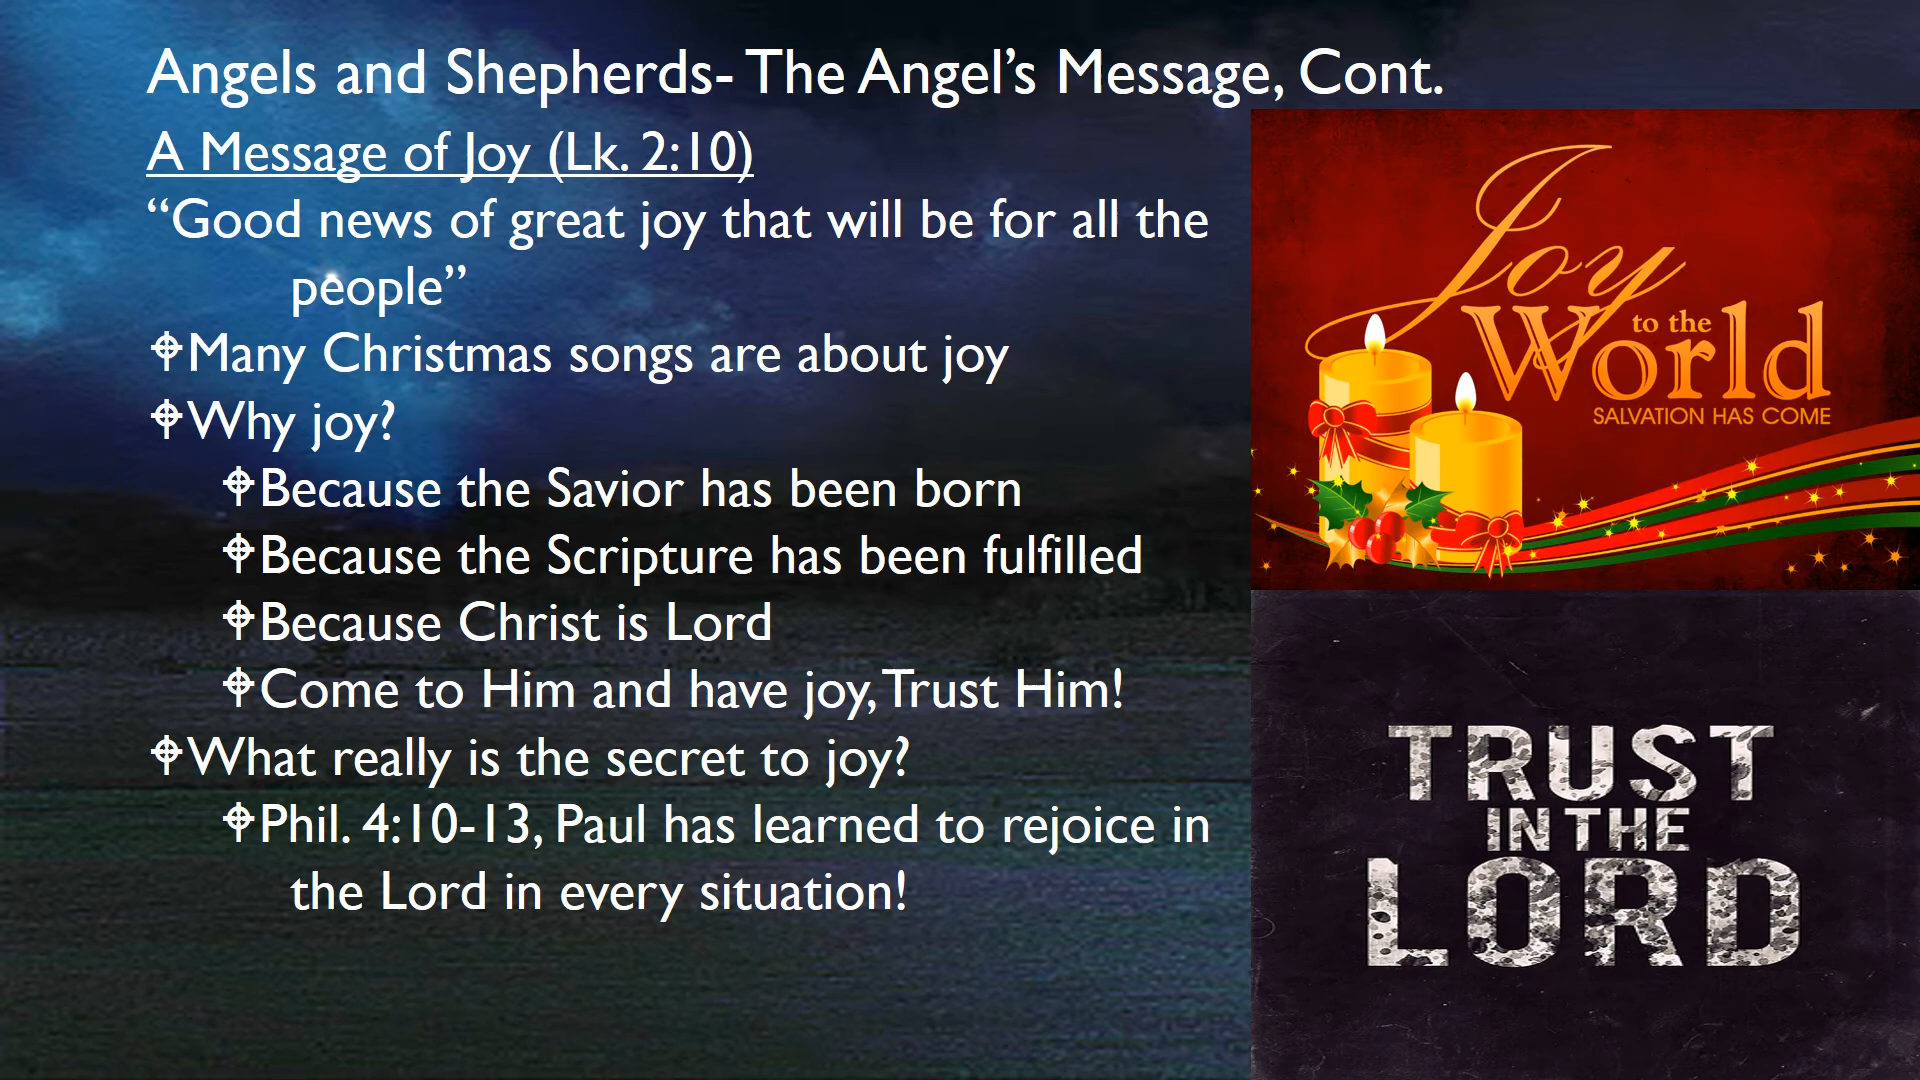 Angels and Shepherds- The Angel’s Message, Cont.
A Message of Joy (Lk. 2:10)
“Good news of great joy that will be for all the
people”
Many Christmas songs are about joy
Why joy?
Because the Savior has been born
Because the Scripture has been fulfilled
Because Christ is Lord
Come to Him and have joy, Trust Him!
What really is the secret to joy?
Phil. 4:10-13, Paul has learned to rejoice in
the Lord in every situation!
Joy
to the
World
SALVATION HAS COME
TRUST
IN THE
LORD